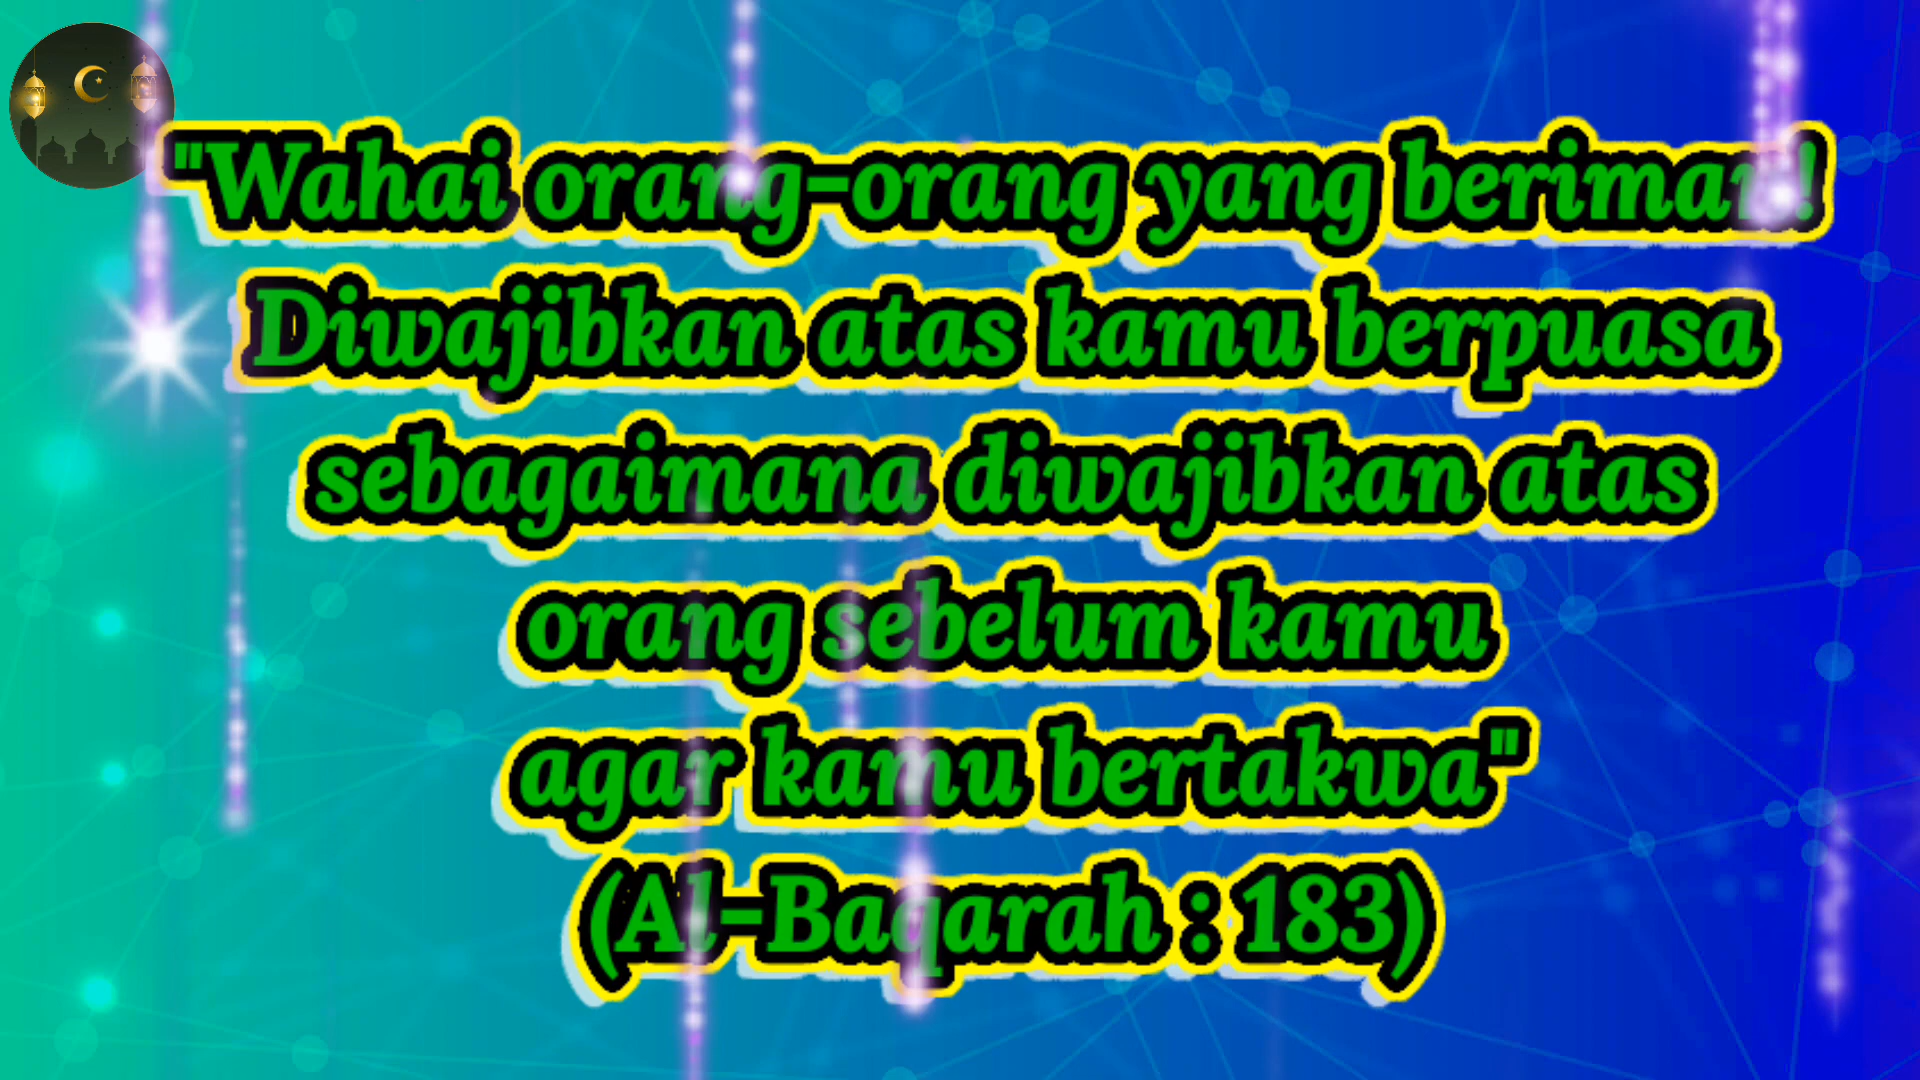 "Wahai orang-orang yang beriman!
Diwajibkan atas kamu berpuasa
sebagaimana diwajibkan atas
orang sebelum kamu
agar kamu bertakwa"
(Al-Baqarah : 183)